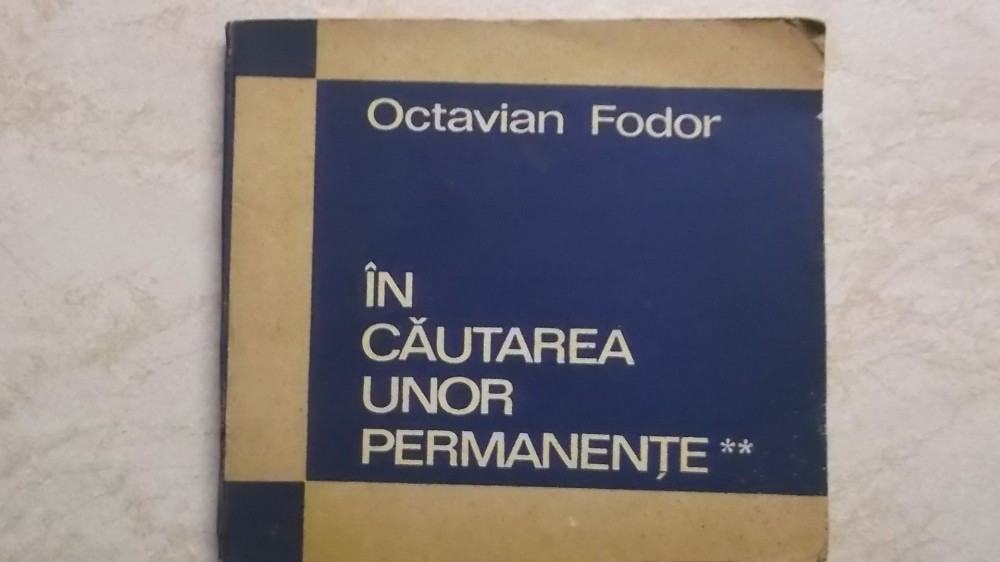 Octavian Fodor
ÎN
CĂUTAREA
UNOR
PERMANENȚE **